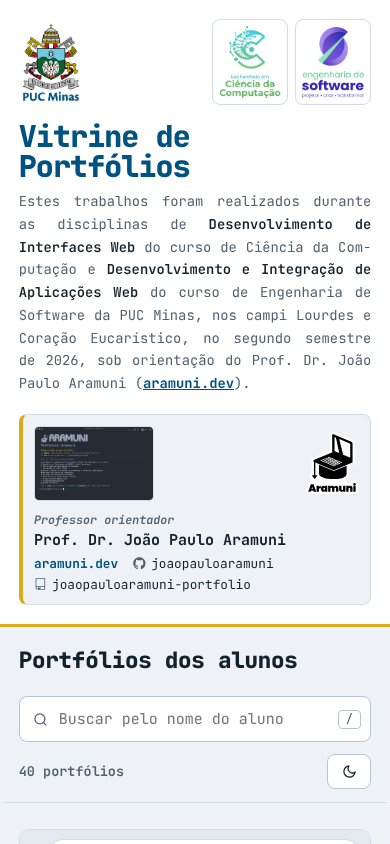 PUC Minas
bacharelado em
Ciência da
Computação
engenharia de
software
projetar • criar • transformar
Vitrine de
Portfólios
Estes trabalhos foram realizados durante
as disciplinas de Desenvolvimento de
Interfaces Web do curso de Ciência da Com-
putação e Desenvolvimento e Integração de
Aplicações Web do curso de Engenharia de
Software da PUC Minas, nos campi Lourdes e
Coração Eucarístico, no segundo semestre
de 2026, sob orientação do Prof. Dr. João
Paulo Aramuni (aramuni.dev).
ARAMUNI
Aramuni
Professor orientador
Prof. Dr. João Paulo Aramuni
aramuni.dev joaopauloaramuni
joaopauloaramuni-portfolio
Portfólios dos alunos
Buscar pelo nome do aluno /
40 portfólios